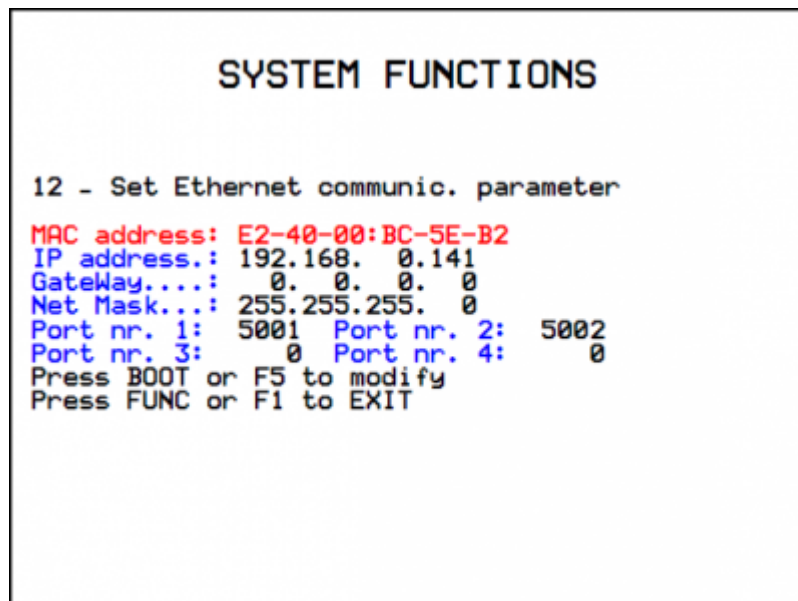 SYSTEM FUNCTIONS
12 - Set Ethernet communic. parameter
MAC address: E2-40-00:BC-5E-B2
IP address.: 192.168.  0.141
GateWay....:   0.  0.  0.  0
Net Mask...: 255.255.255.  0
Port nr. 1:  5001  Port nr. 2:  5002
Port nr. 3:     0  Port nr. 4:     0
Press BOOT or F5 to modify
Press FUNC or F1 to EXIT